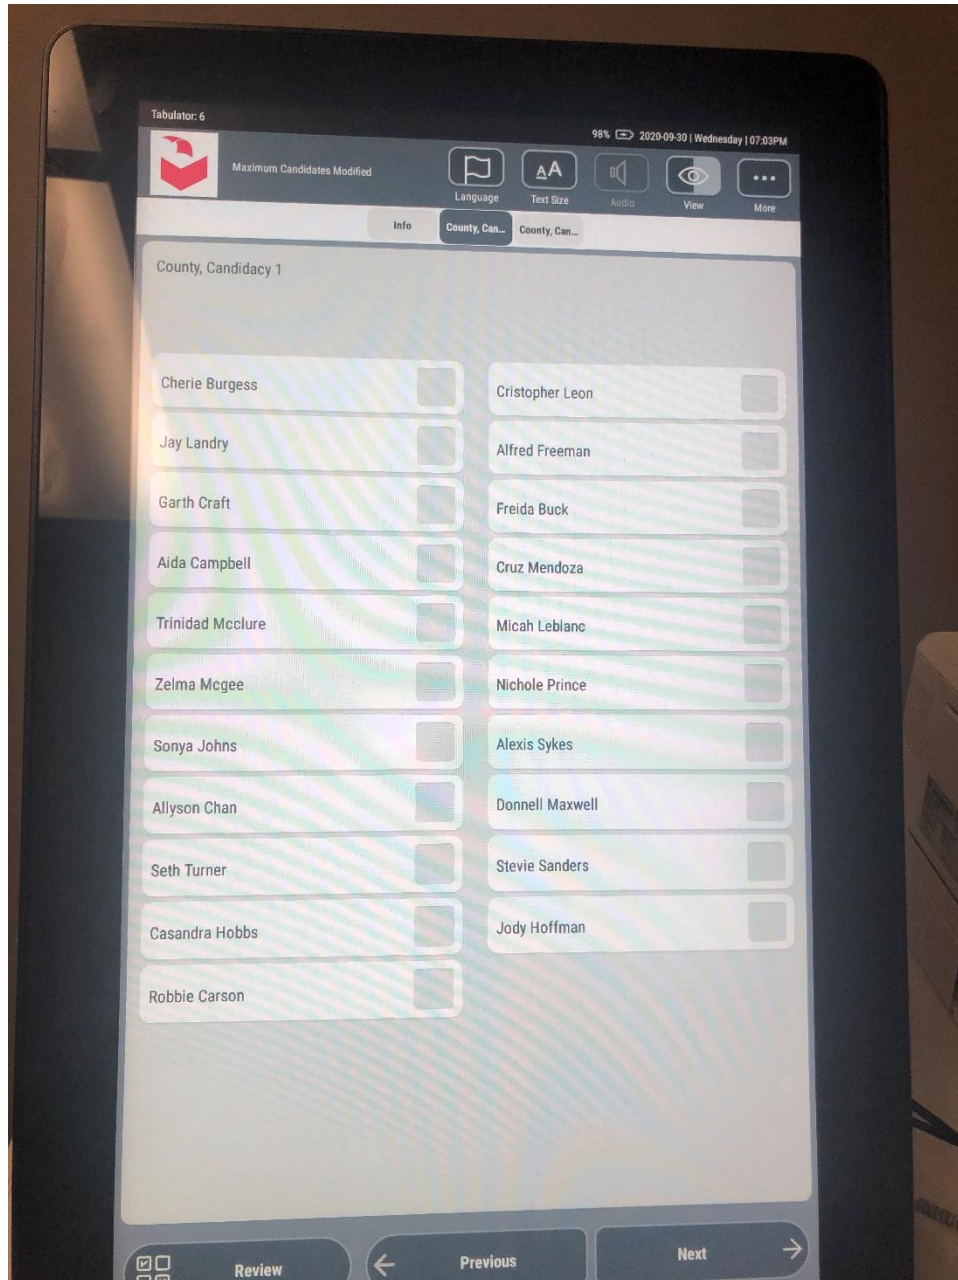 Tabulator: 6
98% 2020-09-30 | Wednesday | 07:03PM
Maximum Candidates Modified
Language
Text Size
Audio
View
More
Info
County, Can...
County, Can...
County, Candidacy 1
Cherie Burgess
Jay Landry
Garth Craft
Aida Campbell
Trinidad Mcclure
Zelma Mcgee
Sonya Johns
Allyson Chan
Seth Turner
Casandra Hobbs
Robbie Carson
Cristopher Leon
Alfred Freeman
Freida Buck
Cruz Mendoza
Micah Leblanc
Nichole Prince
Alexis Sykes
Donnell Maxwell
Stevie Sanders
Jody Hoffman
Review
Previous
Next